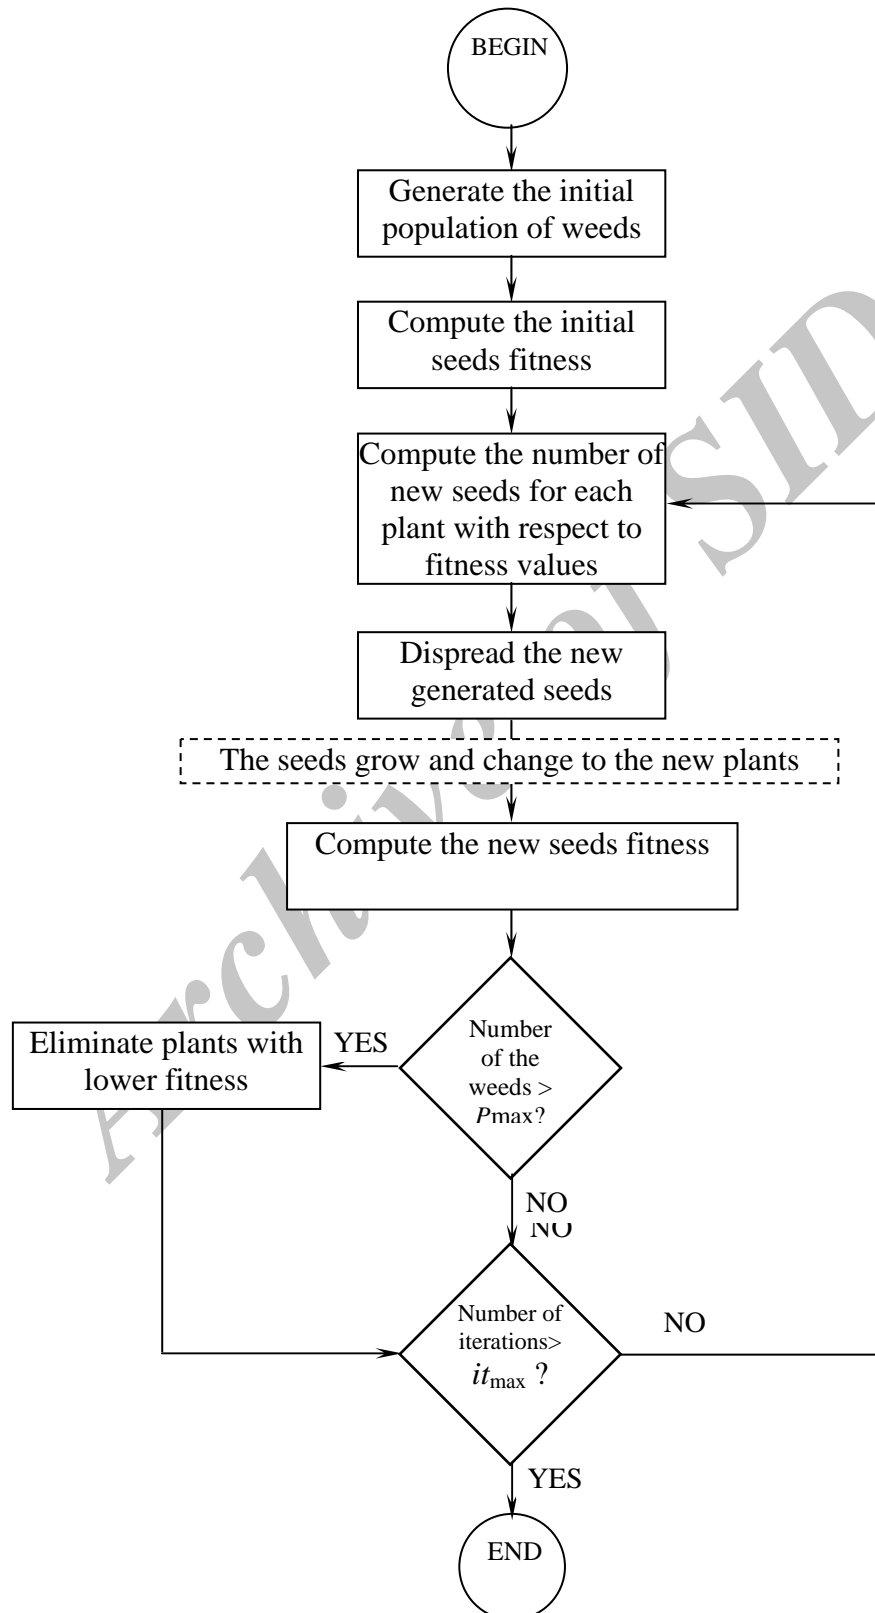 BEGIN
Generate the initial
population of weeds
Compute the initial
seeds fitness
Compute the number of
new seeds for each
plant with respect to
fitness values
Dispread the new
generated seeds
The seeds grow and change to the new plants
Compute the new seeds fitness
Number
of the
weeds >
Pmax?
YES
Eliminate plants with
lower fitness
NO
NO
Number of
iterations>
itmax ?
NO
YES
END
Archive of SID